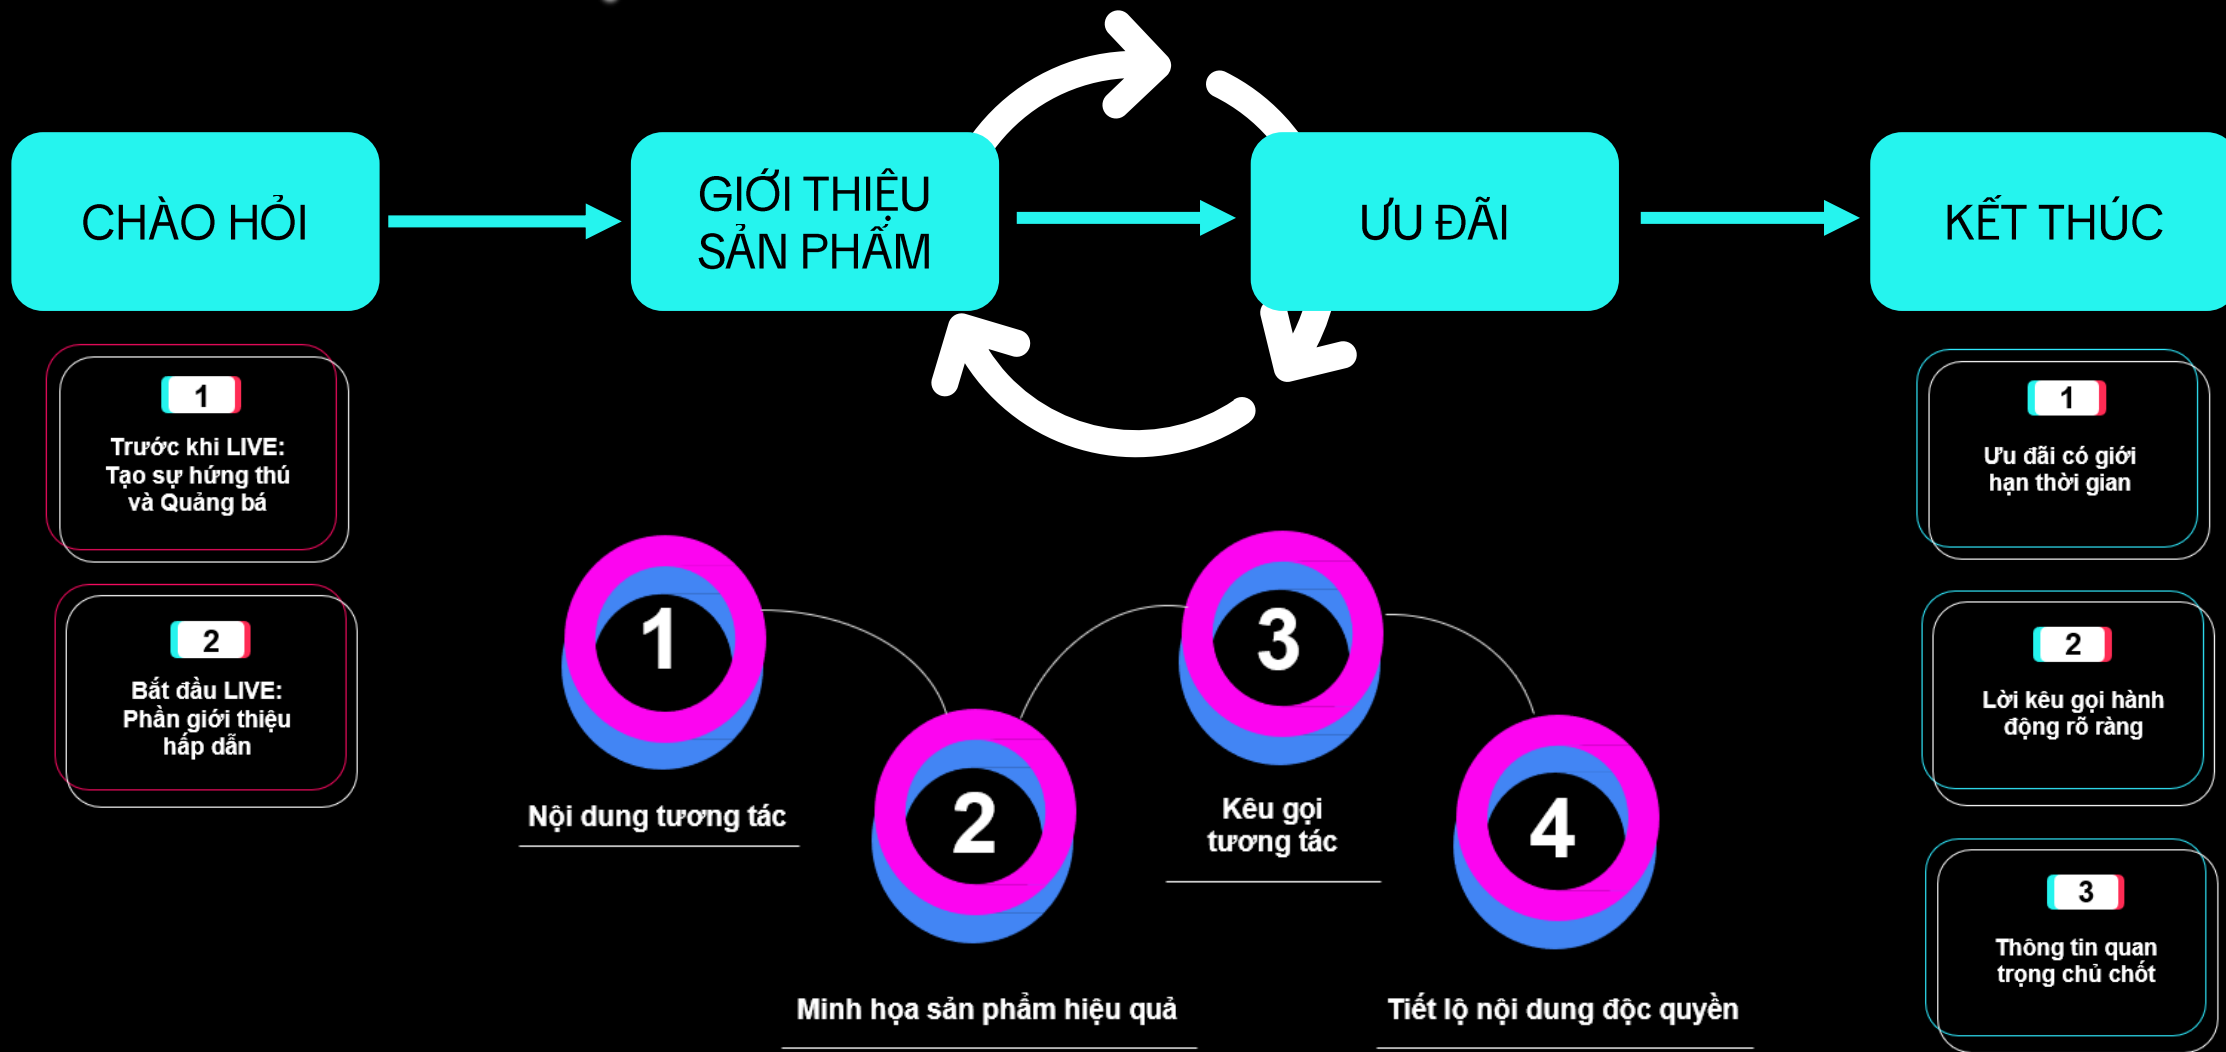 CHÀO HỎI
GIỚI THIỆU
SẢN PHẨM
ƯU ĐÃI
KẾT THÚC
1
Trước khi LIVE:
Tạo sự hứng thú
và Quảng bá
2
Bắt đầu LIVE:
Phần giới thiệu
hấp dẫn
1
Nội dung tương tác
2
Minh họa sản phẩm hiệu quả
3
Kêu gọi
tương tác
4
Tiết lộ nội dung độc quyền
1
Ưu đãi có giới
hạn thời gian
2
Lời kêu gọi hành
động rõ ràng
3
Thông tin quan
trọng chủ chốt